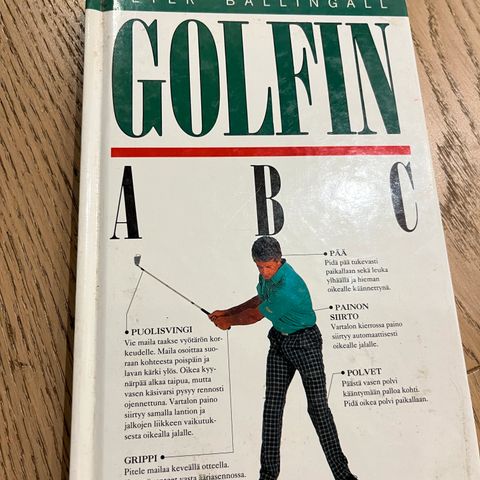 BALLINGALL
GOLFIN
A B C
PÄÄ
Pidä pää tukevasti
paikallaan sekä leuka
ylhäällä ja hieman
oikealle käännettynä.
PAINON
SIIRTO
Vartalon kierrossa paino
siirtyy automaattisesti
oikealle jalalle.
POLVET
Päästä vasen polvi
kääntymään palloa kohti.
Pidä oikea polvi paikallaan.
PUOLISVINGI
Vie maila taakse vyötärön kor-
keudelle. Maila osoittaa suo-
raan kohteesta poispäin ja
lavan kärki ylös. Oikea kyy-
närpää alkaa taipua, mutta
vasen käsivarsi pysyy rennosti
ojennettuna. Vartalon paino
siirtyy samalla lantion ja
jalkojen liikkeen vaikutuk-
sesta oikealla jalalle.
GRIPPI
Pitele mailaa keveällä otteella.
vasta ääriasennossa.